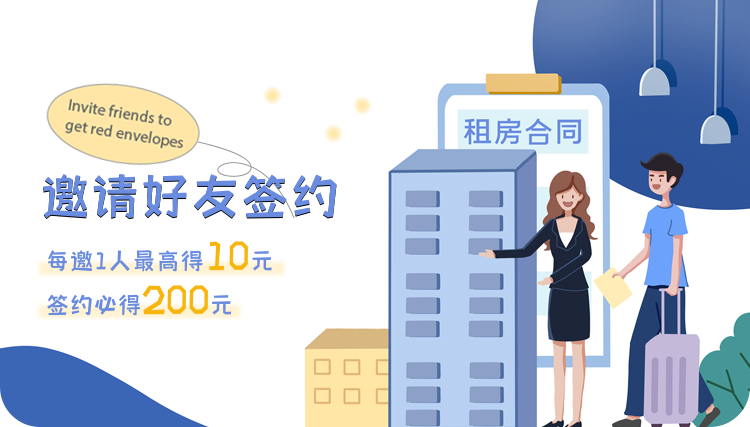 Invite friends to
get red envelopes
邀请好友签约
每邀1人最高得10元
签约必得200元
租房合同